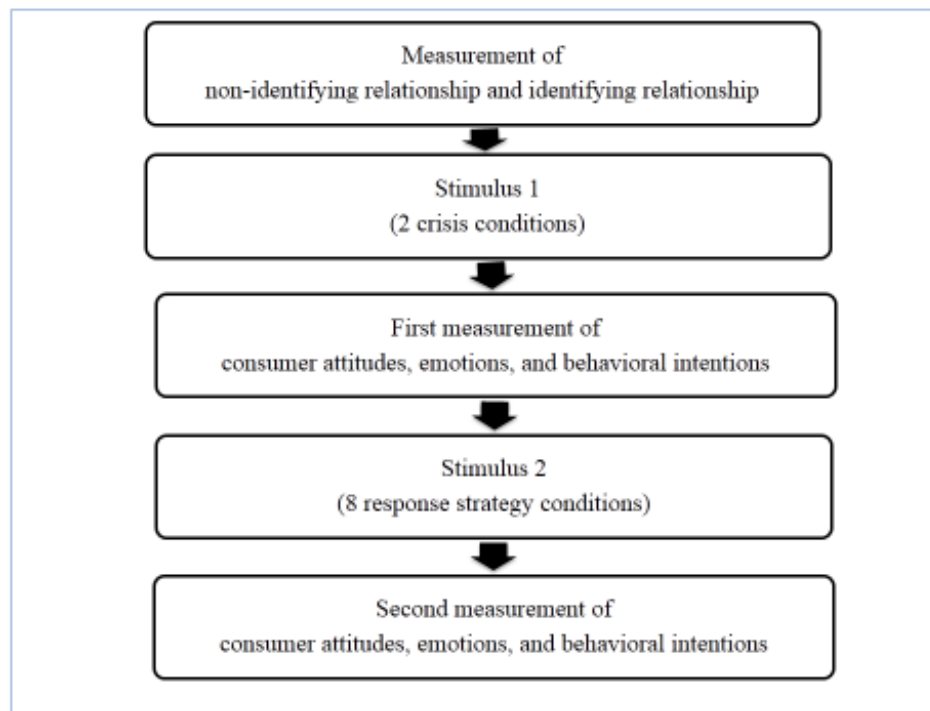 Measurement of
non-identifying relationship and identifying relationship
Stimulus 1
(2 crisis conditions)
First measurement of
consumer attitudes, emotions, and behavioral intentions
Stimulus 2
(8 response strategy conditions)
Second measurement of
consumer attitudes, emotions, and behavioral intentions